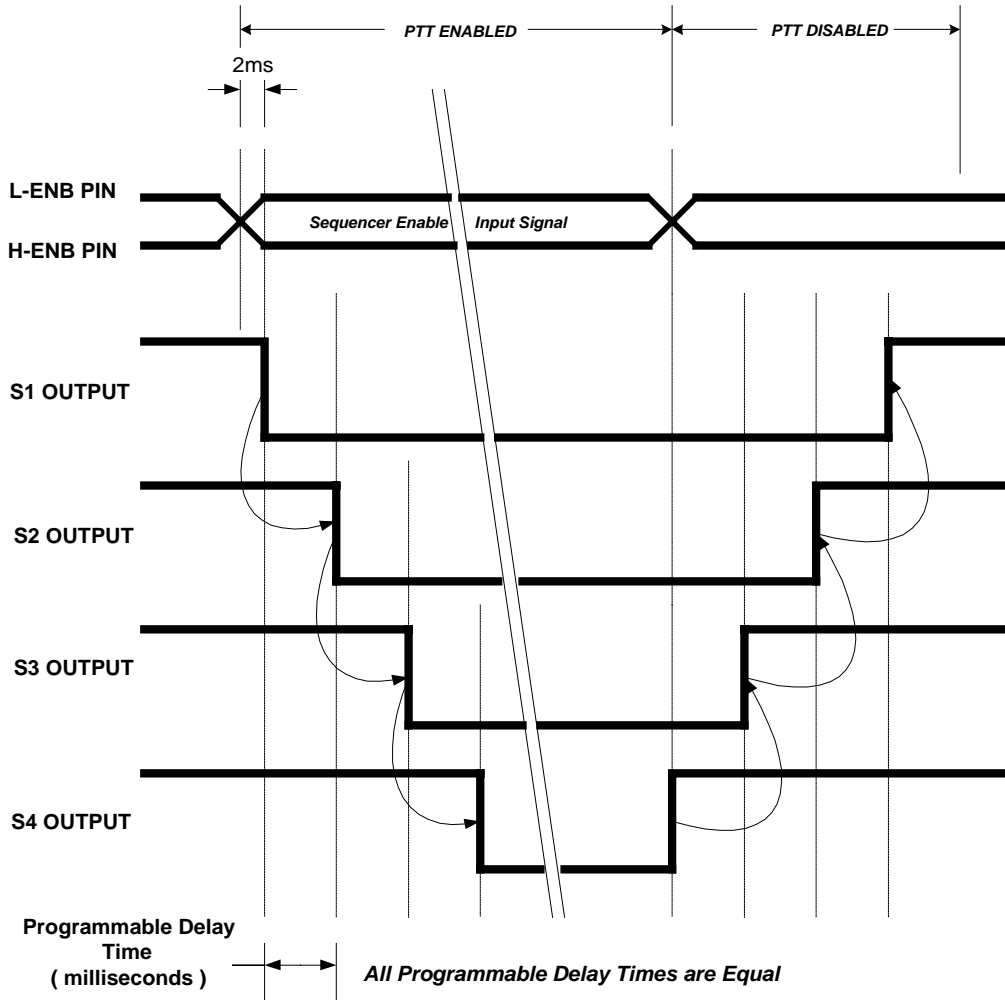 PTT ENABLED
PTT DISABLED
2ms
L-ENB PIN
Sequencer Enable
Input Signal
H-ENB PIN
S1 OUTPUT
S2 OUTPUT
S3 OUTPUT
S4 OUTPUT
Programmable Delay
Time
( milliseconds )
All Programmable Delay Times are Equal